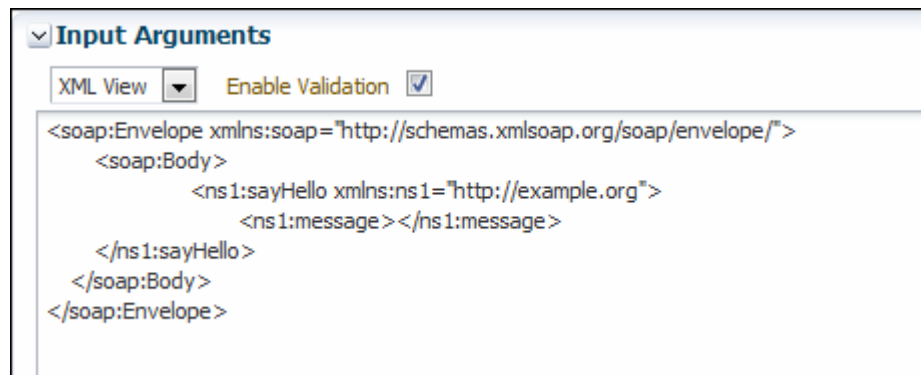 Input Arguments
XML View Enable Validation
<soap:Envelope xmlns:soap="http://schemas.xmlsoap.org/soap/envelope/">
<soap:Body>
<ns1:sayHello xmlns:ns1="http://example.org">
<ns1:message></ns1:message>
</ns1:sayHello>
</soap:Body>
</soap:Envelope>